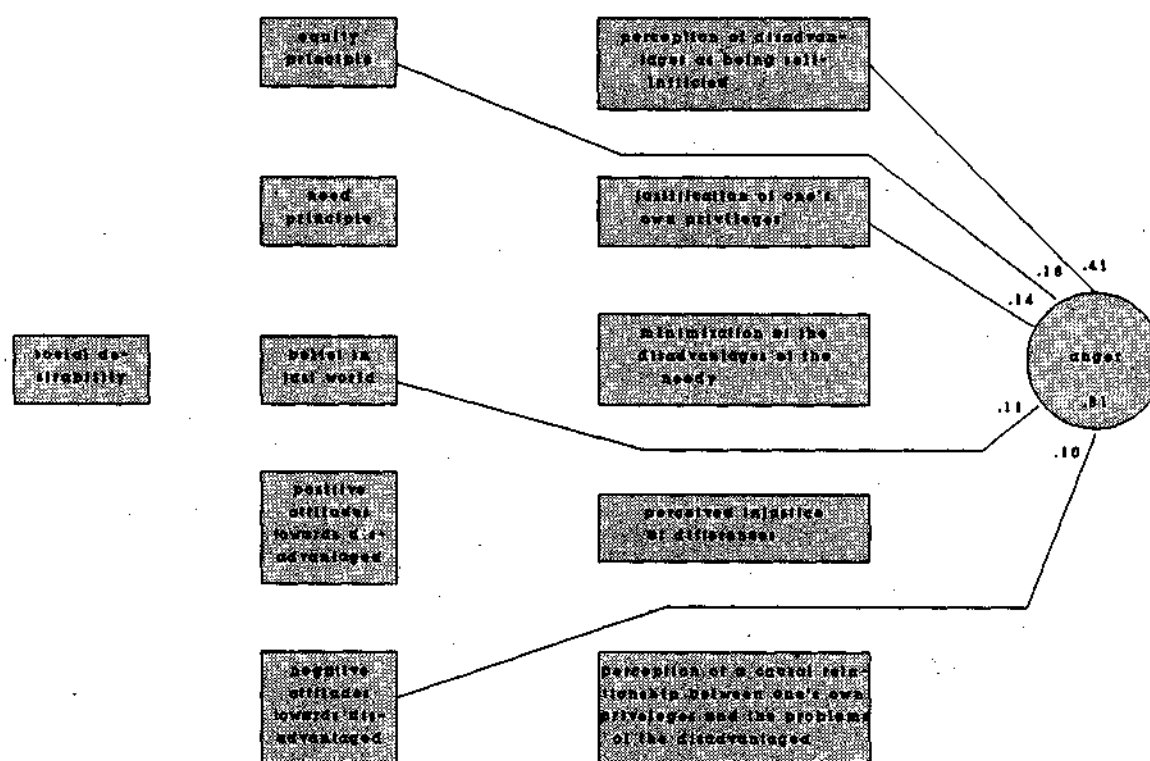 equity
principle
perception of disadvan-
tages as being self-
inflicted
need
principle
justification of one's
own privileges
.18
.41
.14
social de-
sirability
belief in
just world
minimization of the
disadvantages of the
needy
anger
.11
.10
positive
attitudes
towards dis-
advantaged
perceived injustice
of differences
negative
attitudes
towards dis-
advantaged
perception of a causal rela-
tionship between one's own
priveleges and the problems
of the disadvantaged